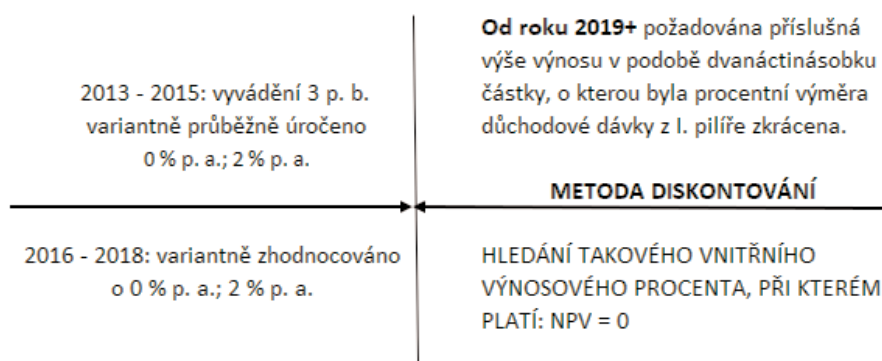 2013 - 2015: vyvádění 3 p. b.
variantně průběžně úročeno
0 % p. a.; 2 % p. a.
2016 - 2018: variantně zhodnocováno
o 0 % p. a.; 2 % p. a.
Od roku 2019+ požadována příslušná
výše výnosu v podobě dvanáctinásobku
částky, o kterou byla procentní výměra
důchodové dávky z I. pilíře zkrácena.
METODA DISKONTOVÁNÍ
HLEDÁNÍ TAKOVÉHO VNITŘNÍHO
VÝNOSOVÉHO PROCENTA, PŘI KTERÉM
PLATÍ: NPV = 0